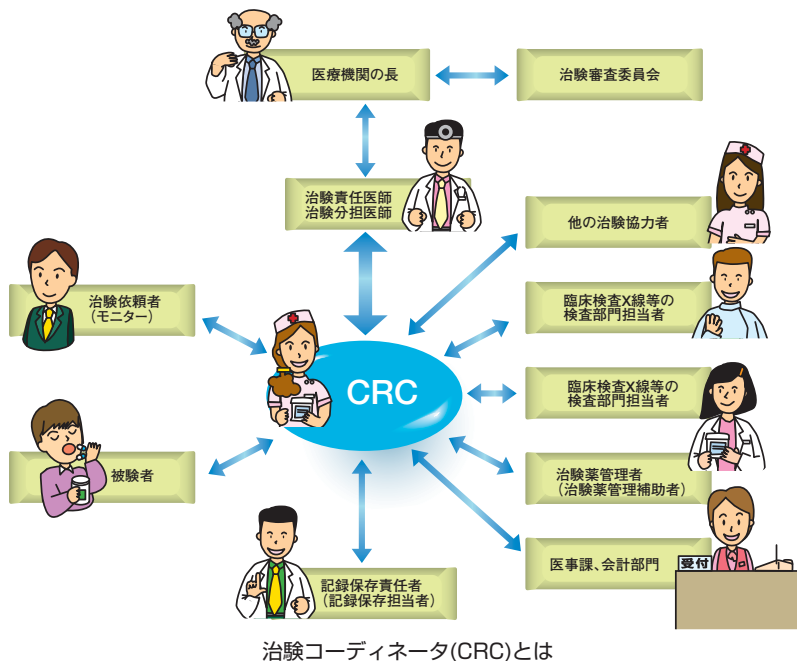 医療機関の長
治験審査委員会
治験責任医師
治験分担医師
他の治験協力者
治験依頼者
(モニター)
臨床検査X線等の
検査部門担当者
CRC
臨床検査X線等の
検査部門担当者
被験者
治験薬管理者
(治験薬管理補助者)
医事課、会計部門
受付
記録保存責任者
(記録保存担当者)
治験コーディネータ(CRC)とは